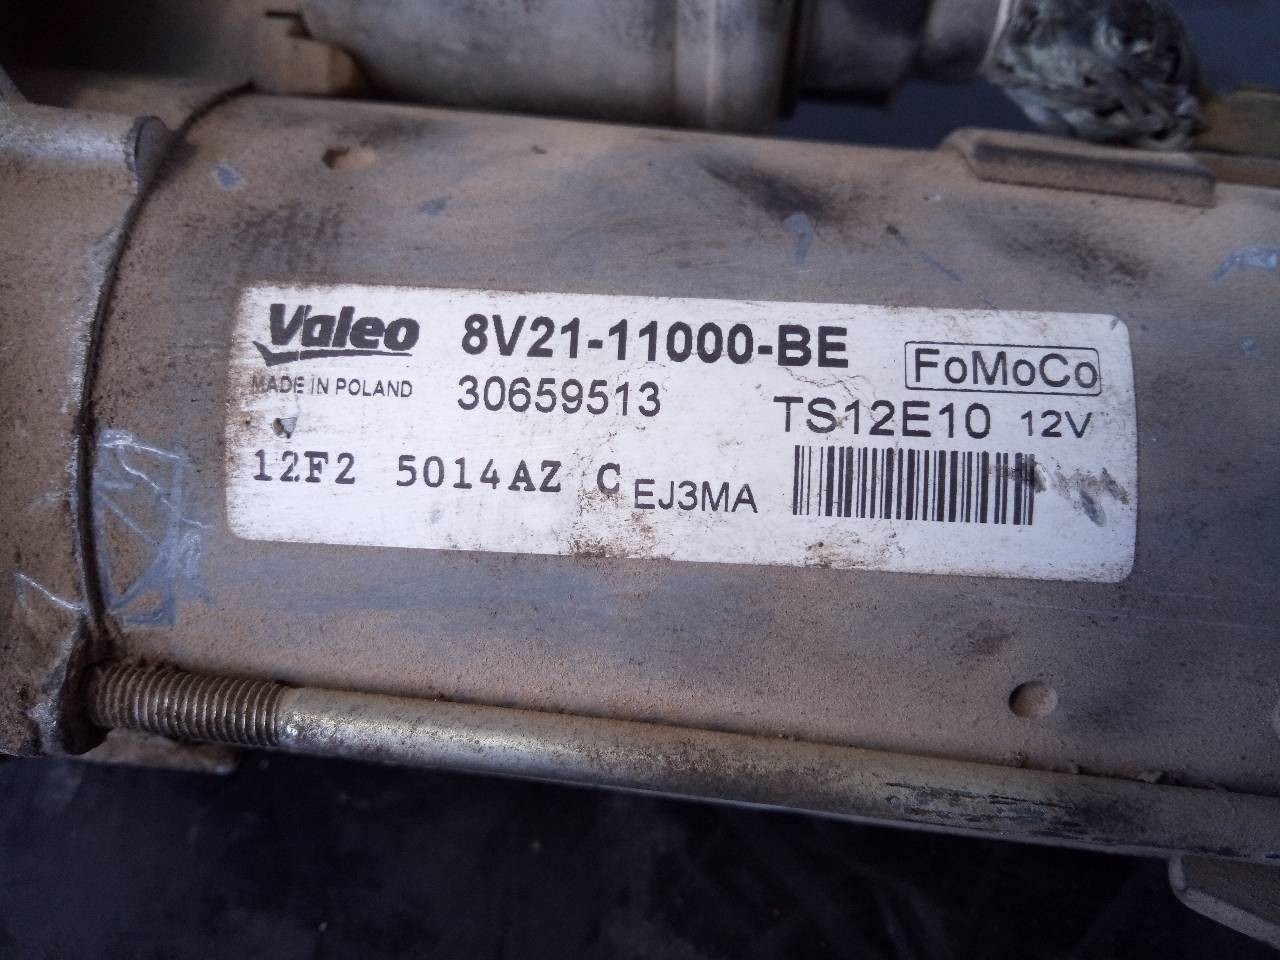 Valeo 8V21-11000-BE FoMoCo
MADE IN POLAND 30659513 TS12E10 12V
12F2 5014AZ C EJ3MA